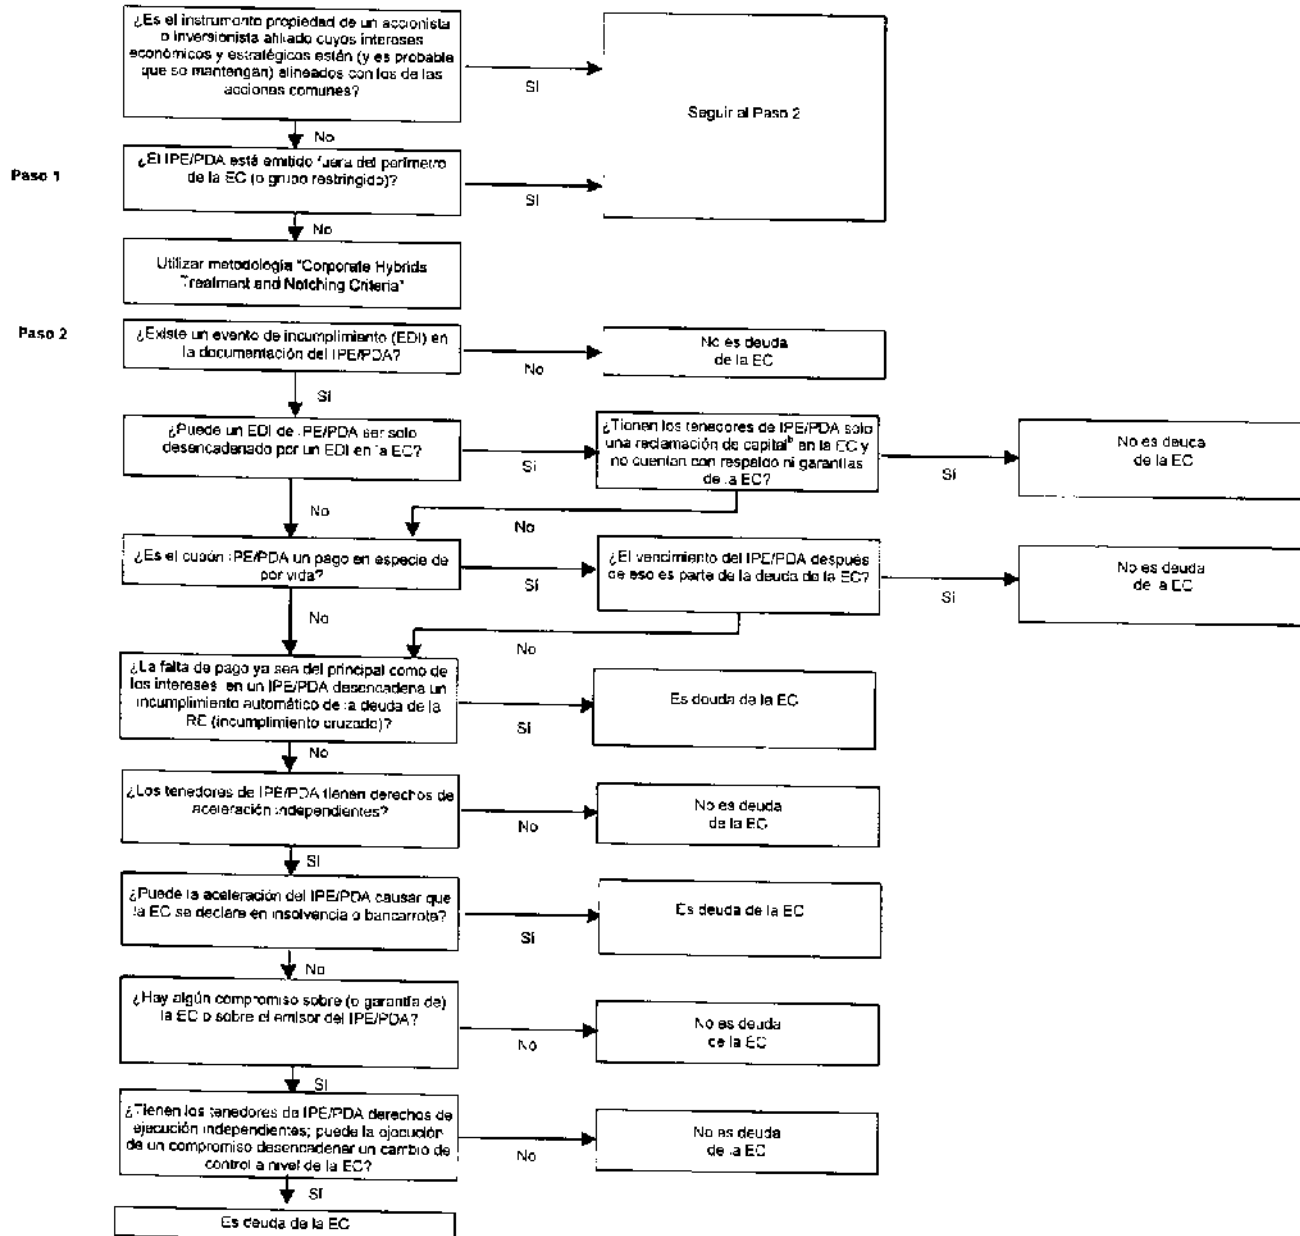 ¿Es el instrumento propiedad de un accionista
o inversionista afiliado cuyos intereses
económicos y estratégicos están (y es probable
que se mantengan) alineados con los de las
acciones comunes?
Sí
Seguir al Paso 2
No
Paso 1
¿El IPE/PDA está emitido fuera del perímetro
de la EC (o grupo restringido)?
Sí
No
Utilizar metodología "Corporate Hybrids
Treatment and Notching Criteria"
Paso 2
¿Existe un evento de incumplimiento (EDI) en
la documentación del IPE/PDA?
No
No es deuda
de la EC
Sí
¿Puede un EDI de IPE/PDA ser solo
desencadenado por un EDI en la EC?
Sí
¿Tienen los tenedores de IPE/PDA solo
una reclamación de capitalᵇ en la EC y
no cuentan con respaldo ni garantías
de la EC?
Sí
No es deuda
de la EC
No
No
¿Es el cupón IPE/PDA un pago en especie de
por vida?
Sí
¿El vencimiento del IPE/PDA después
de eso es parte de la deuda de la EC?
Sí
No es deuda
de la EC
No
No
¿La falta de pago ya sea del principal como de
los intereses en un IPE/PDA desencadena un
incumplimiento automático de la deuda de la
RE (incumplimiento cruzado)?
Sí
Es deuda de la EC
No
¿Los tenedores de IPE/PDA tienen derechos de
aceleración independientes?
No
No es deuda
de la EC
Sí
¿Puede la aceleración del IPE/PDA causar que
la EC se declare en insolvencia o bancarrota?
Sí
Es deuda de la EC
No
¿Hay algún compromiso sobre (o garantía de)
la EC o sobre el emisor del IPE/PDA?
No
No es deuda
de la EC
Sí
¿Tienen los tenedores de IPE/PDA derechos de
ejecución independientes; puede la ejecución
de un compromiso desencadenar un cambio de
control a nivel de la EC?
No
No es deuda
de la EC
Sí
Es deuda de la EC